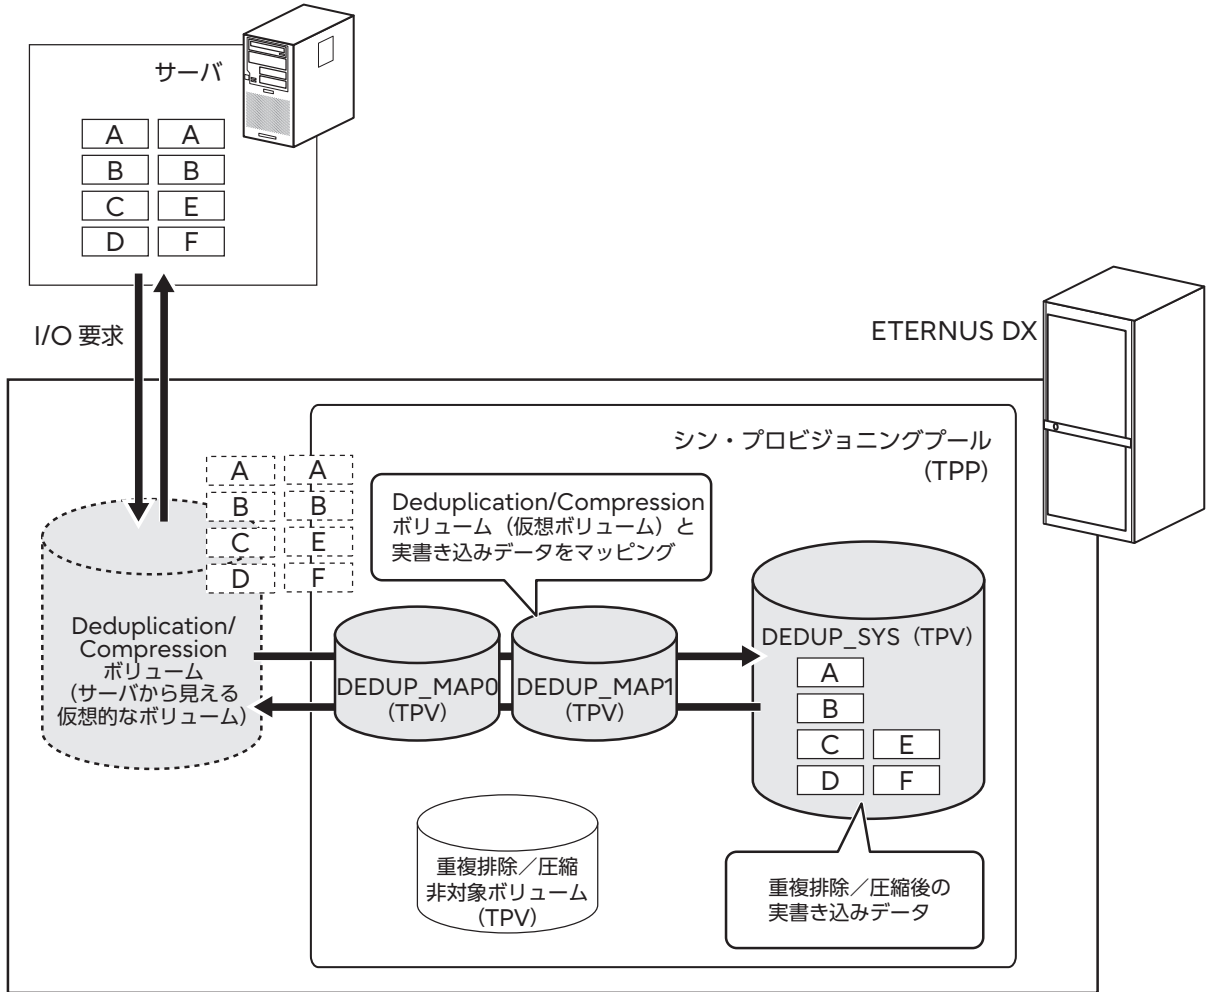 サーバ
A A
B B
C E
D F
I/O 要求
ETERNUS DX
シン・プロビジョニングプール
(TPP)
A A
B B
C E
D F
Deduplication/Compression
ボリューム（仮想ボリューム）と
実書き込みデータをマッピング
Deduplication/
Compression
ボリューム
(サーバから見える
仮想的なボリューム)
DEDUP_MAP0
(TPV)
DEDUP_MAP1
(TPV)
DEDUP_SYS（TPV）
A
B
C E
D F
重複排除／圧縮
非対象ボリューム
(TPV)
重複排除／圧縮後の
実書き込みデータ